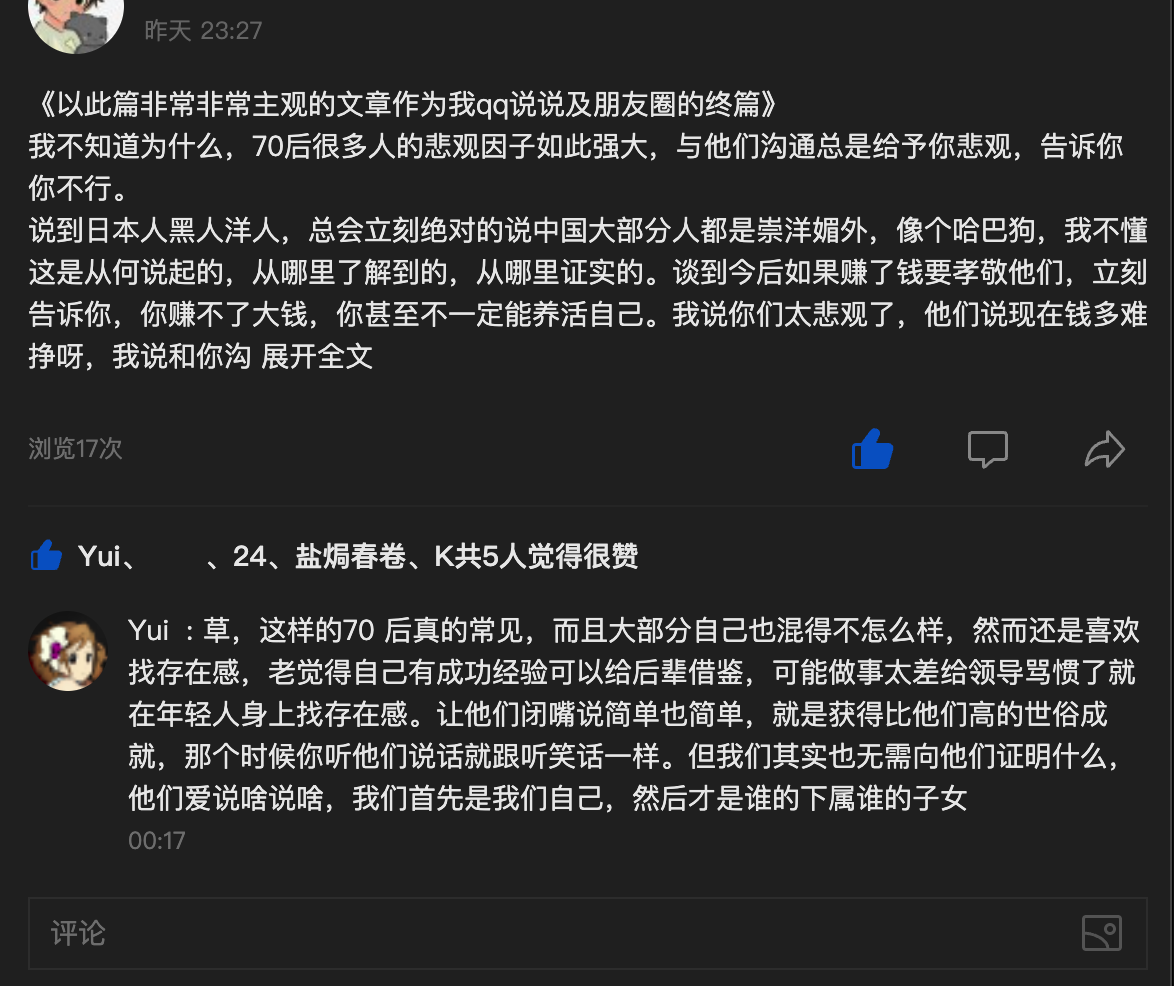 昨天 23:27
《以此篇非常非常主观的文章作为我qq说说及朋友圈的终篇》
我不知道为什么，70后很多人的悲观因子如此强大，与他们沟通总是给予你悲观，告诉你
你不行。
说到日本人黑人洋人，总会立刻绝对的说中国大部分人都是崇洋媚外，像个哈巴狗，我不懂
这是从何说起的，从哪里了解到的，从哪里证实的。谈到今后如果赚了钱要孝敬他们，立刻
告诉你，你赚不了大钱，你甚至不一定能养活自己。我说你们太悲观了，他们说现在钱多难
挣呀，我说和你沟 展开全文
浏览17次
Yui、 、24、盐焗春卷、K共5人觉得很赞
Yui ：草，这样的70 后真的常见，而且大部分自己也混得不怎么样，然而还是喜欢
找存在感，老觉得自己有成功经验可以给后辈借鉴，可能做事太差给领导骂惯了就
在年轻人身上找存在感。让他们闭嘴说简单也简单，就是获得比他们高的世俗成
就，那个时候你听他们说话就跟听笑话一样。但我们其实也无需向他们证明什么，
他们爱说啥说啥，我们首先是我们自己，然后才是谁的下属谁的子女
00:17
评论